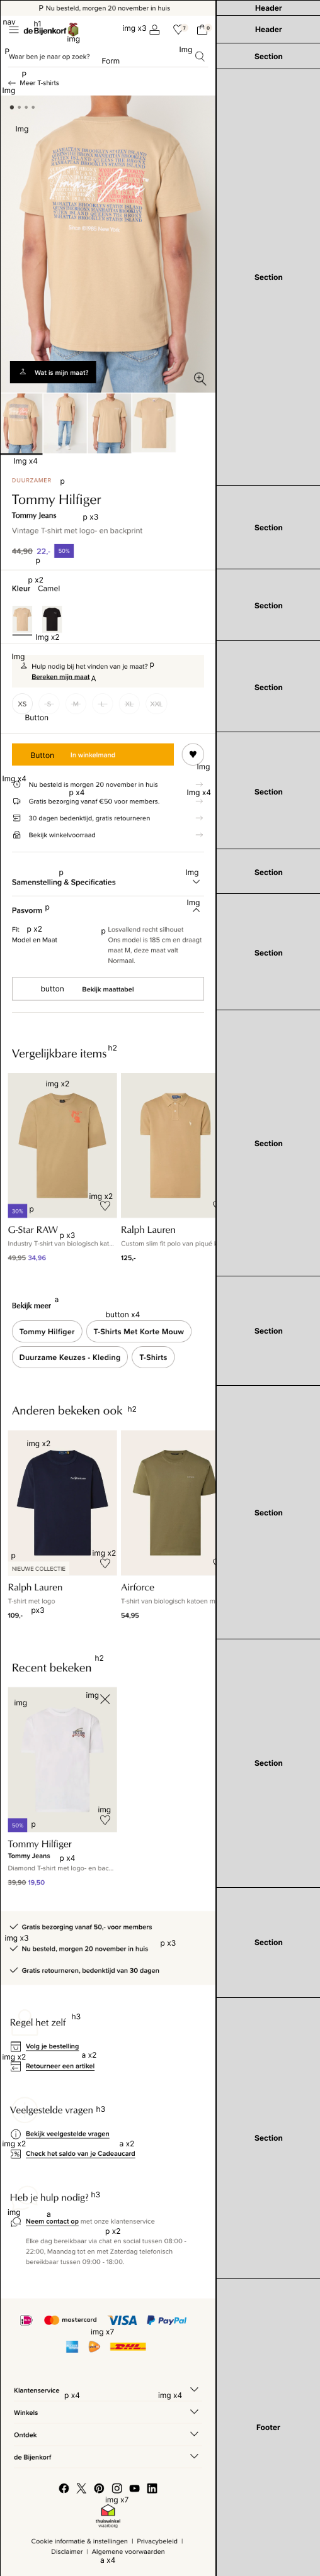 P Nu besteld, morgen 20 november in huis
Header
nav
h1
de Bijenkorf
img
img x3
7
0
Header
p
Waar ben je naar op zoek?
Form
Img
Section
p
Meer T-shirts
Img
Img
Tommy Jeans
Section
Wat is mijn maat?
Img x4
DUURZAMER
p
Tommy Hilfiger
Tommy Jeans
p x3
Vintage T-shirt met logo- en backprint
44,90 22,- 50%
p
Section
p x2
Kleur Camel
Img x2
Section
Img
Hulp nodig bij het vinden van je maat? p
Bereken mijn maat A
XS S M L XL XXL
Button
Section
Button In winkelmand
Img
Img x4
Nu besteld is morgen 20 november in huis
p x4
Img x4
Gratis bezorging vanaf €50 voor members.
30 dagen bedenktijd, gratis retourneren
Bekijk winkelvoorraad
Section
p
Img
Samenstelling & Specificaties
Section
Pasvorm p
Img
Fit p x2
p Losvallend recht silhouet
Model en Maat
Ons model is 185 cm en draagt
maat M, deze maat valt
Normaal.
button Bekijk maattabel
Section
Vergelijkbare items h2
img x2
img x2
30% p
G-Star RAW
p x3
Industry T-shirt van biologisch kat...
49,95 34,96
Ralph Lauren
Custom slim fit polo van piqué k
125,-
Section
Bekijk meer a
button x4
Tommy Hilfiger
T-Shirts Met Korte Mouw
Duurzame Keuzes - Kleding
T-Shirts
Section
Anderen bekeken ook h2
img x2
img x2
p
NIEUWE COLLECTIE
Ralph Lauren
T-shirt met logo
109,-
px3
Airforce
T-shirt van biologisch katoen m
54,95
Section
Recent bekeken h2
img
img
img
50% p
Tommy Hilfiger
Tommy Jeans p x4
Diamond T-shirt met logo- en bac...
39,90 19,50
Section
Gratis bezorging vanaf 50,- voor members
img x3
p x3
Nu besteld, morgen 20 november in huis
Gratis retourneren, bedenktijd van 30 dagen
Section
Regel het zelf h3
Volg je bestelling
img x2
a x2
Retourneer een artikel
Veelgestelde vragen h3
Bekijk veelgestelde vragen
img x2
a x2
Check het saldo van je Cadeaucard
Heb je hulp nodig? h3
img
a
Neem contact op met onze klantenservice
p x2
Elke dag bereikbaar via chat en social tussen 08:00 -
22:00, Maandag tot en met Zaterdag telefonisch
bereikbaar tussen 09:00 - 18:00.
Section
mastercard VISA PayPal
img x7
DHL
Klantenservice
p x4
img x4
Winkels
Ontdek
de Bijenkorf
img x7
thuiswinkel
waarborg
Cookie informatie & instellingen | Privacybeleid |
Disclaimer | Algemene voorwaarden
a x4
Footer